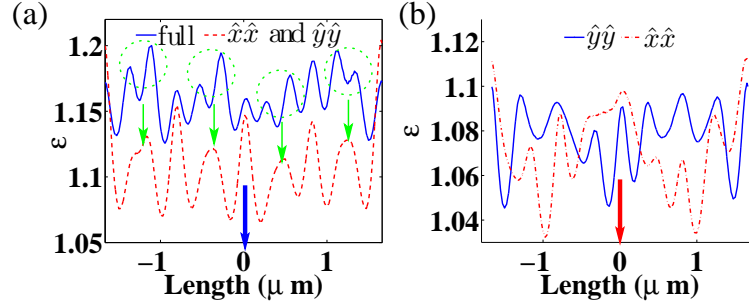 (a)
full x̂x̂ and ŷŷ
1.2
1.15
1.1
1.05
ε
-1 0 1
Length (μ m)
(b)
ŷŷ x̂x̂
1.12
1.1
1.08
1.06
1.04
ε
-1 0 1
Length (μ m)